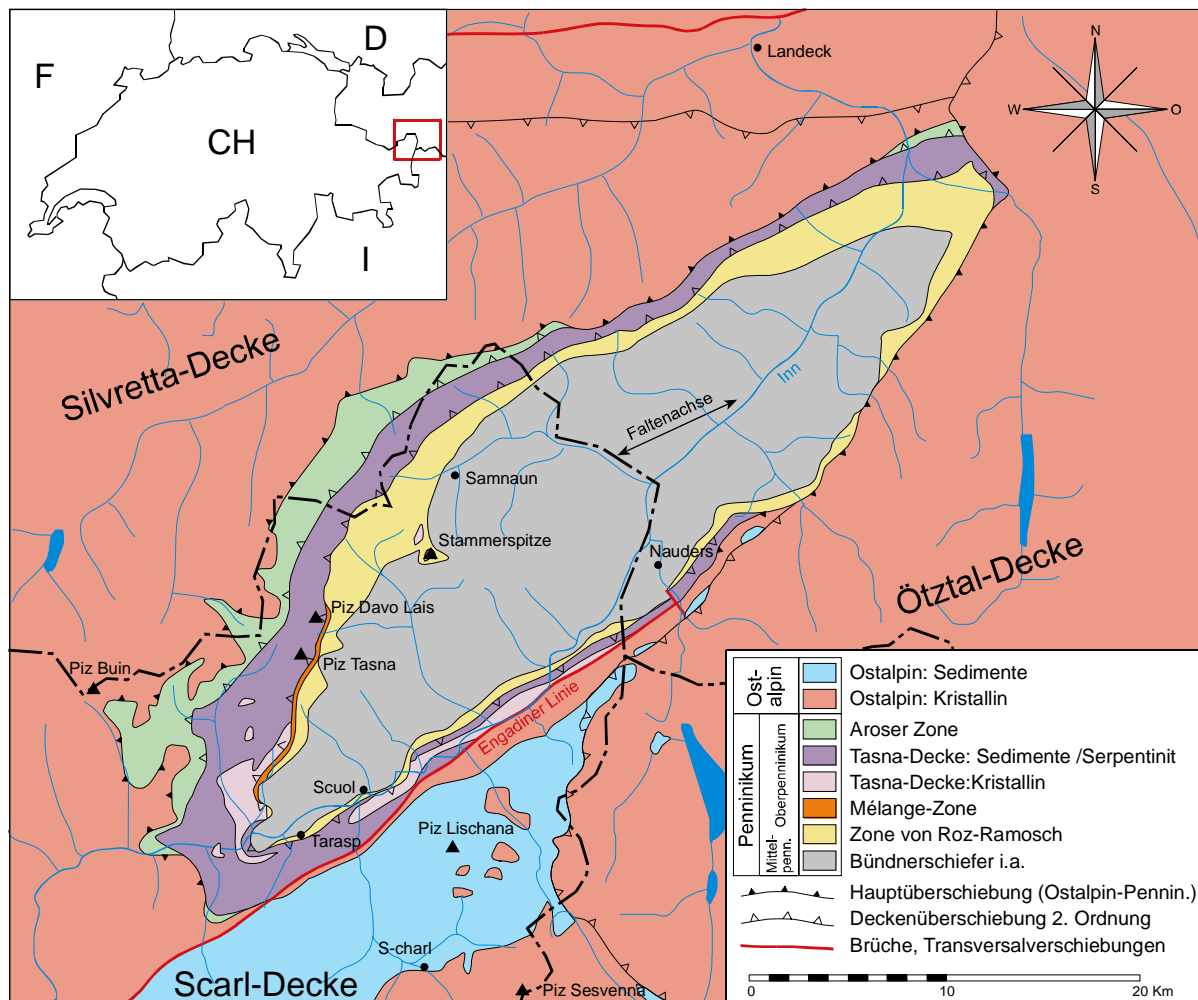 D
F
CH
I
Landeck
N
W
O
S
Silvretta-Decke
Inn
Faltenachse
Samnaun
Stammerspitze
Nauders
Ötztal-Decke
Piz Davo Lais
Piz Tasna
Piz Buin
Engadiner Linie
Scuol
Tarasp
Piz Lischana
S-charl
Scarl-Decke
Piz Sesvenna
Ost-
alpin
Ostalpin: Sedimente
Ostalpin: Kristallin
Penninikum
Oberpenninikum
Mittel-
penn.
Aroser Zone
Tasna-Decke: Sedimente /Serpentinit
Tasna-Decke:Kristallin
Mélange-Zone
Zone von Roz-Ramosch
Bündnerschiefer i.a.
Hauptüberschiebung (Ostalpin-Pennin.)
Deckenüberschiebung 2. Ordnung
Brüche, Transversalverschiebungen
0 10 20 Km